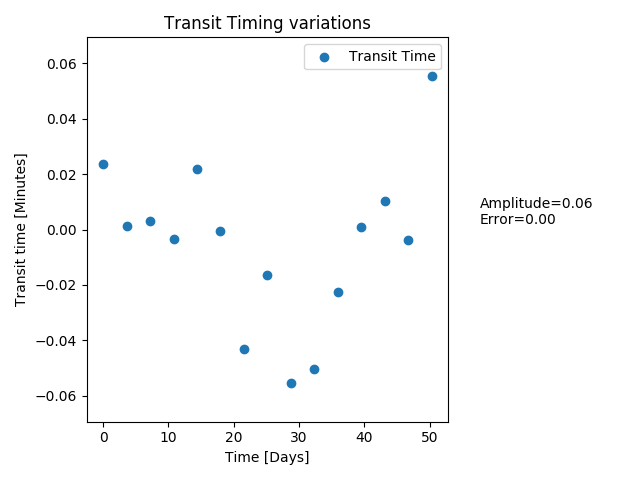 Transit Timing variations
Transit Time
0.06
0.04
0.02
0.00
−0.02
−0.04
−0.06
Transit time [Minutes]
0 10 20 30 40 50
Time [Days]
Amplitude=0.06
Error=0.00